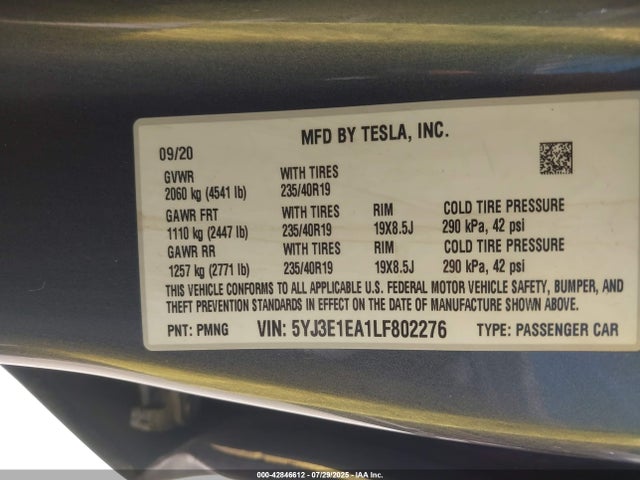 MFD BY TESLA, INC.
09/20
GVWR WITH TIRES
2060 kg (4541 lb) 235/40R19
GAWR FRT WITH TIRES RIM COLD TIRE PRESSURE
1110 kg (2447 lb) 235/40R19 19X8.5J 290 kPa, 42 psi
GAWR RR WITH TIRES RIM COLD TIRE PRESSURE
1257 kg (2771 lb) 235/40R19 19X8.5J 290 kPa, 42 psi
THIS VEHICLE CONFORMS TO ALL APPLICABLE U.S. FEDERAL MOTOR VEHICLE SAFETY, BUMPER, AND
THEFT PREVENTION STANDARDS IN EFFECT ON THE DATE OF MANUFACTURE SHOWN ABOVE.
PNT: PMNG VIN: 5YJ3E1EA1LF802276 TYPE: PASSENGER CAR
000-42846612 | 07/29/2025 | IAA Inc.